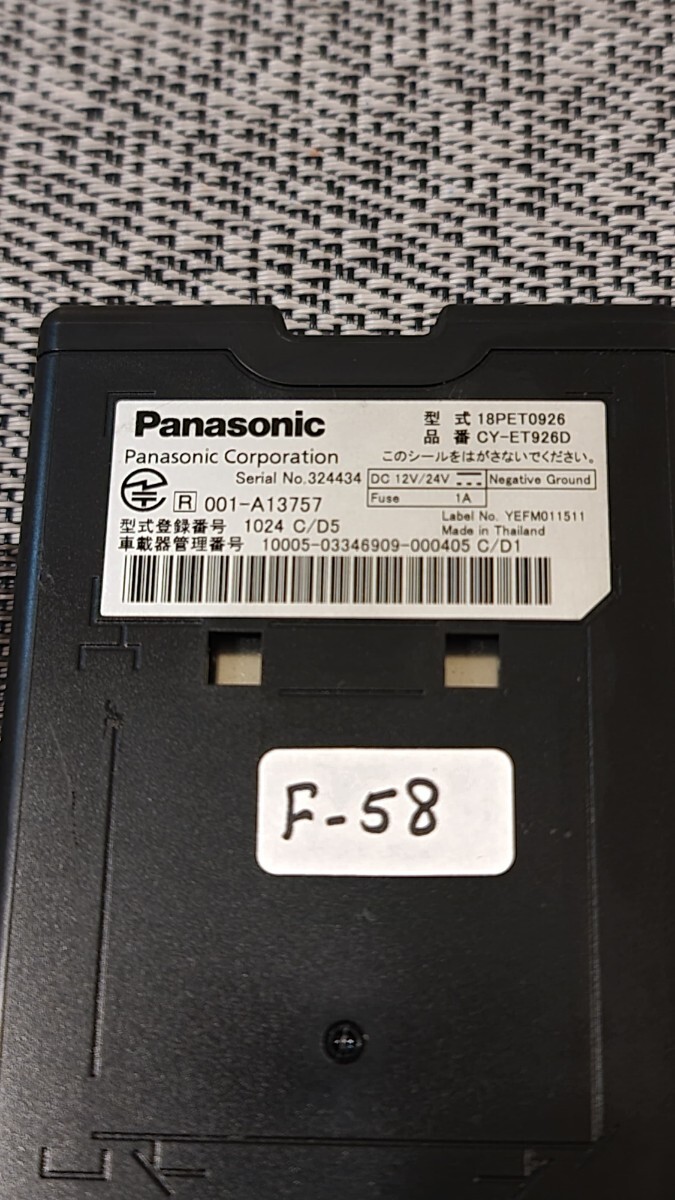 Panasonic
型 式 18PET0926
品 番 CY-ET926D
Panasonic Corporation
このシールをはがさないでください。
Serial No.324434
DC 12V/24V
Negative Ground
Fuse 1A
R 001-A13757
Label No. YEFM011511
Made in Thailand
型式登録番号 1024 C/D5
車載器管理番号 10005-03346909-000405 C/D1
F-58